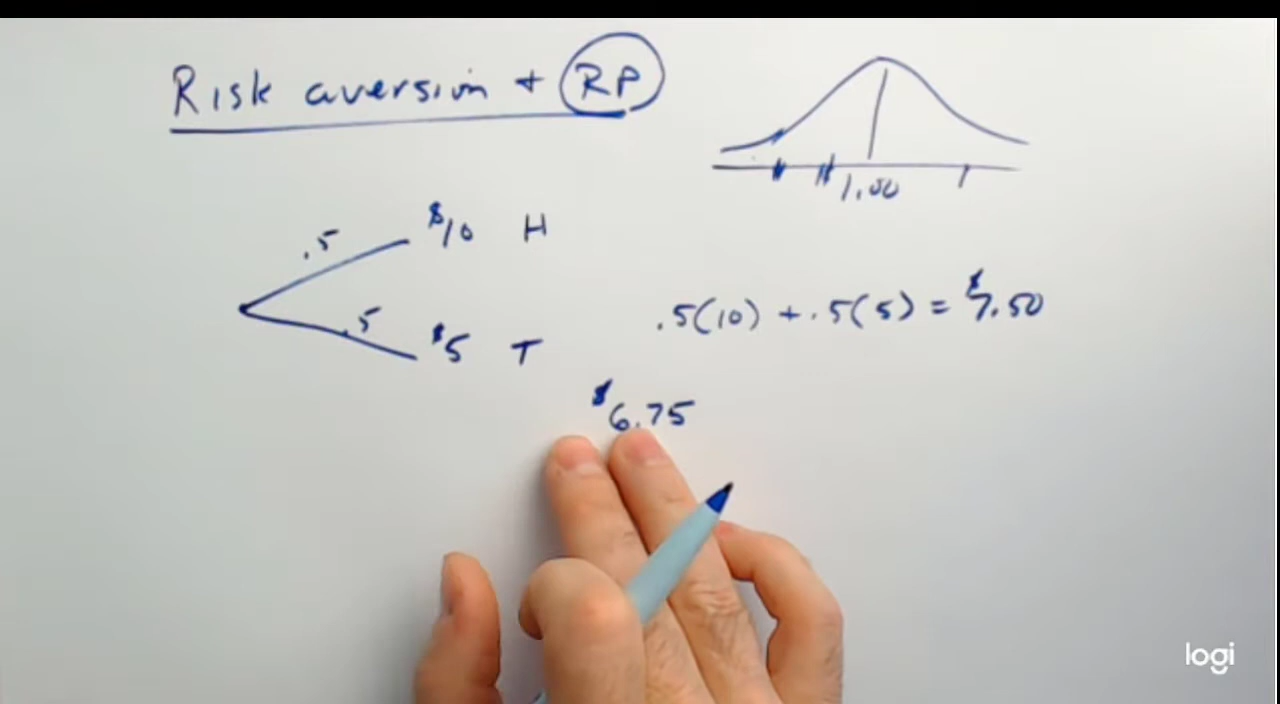 Risk aversion + RP
1.00
.5 $10 H
.5 $5 T
.5(10) + .5(5) = $7.50
$6.75
logi